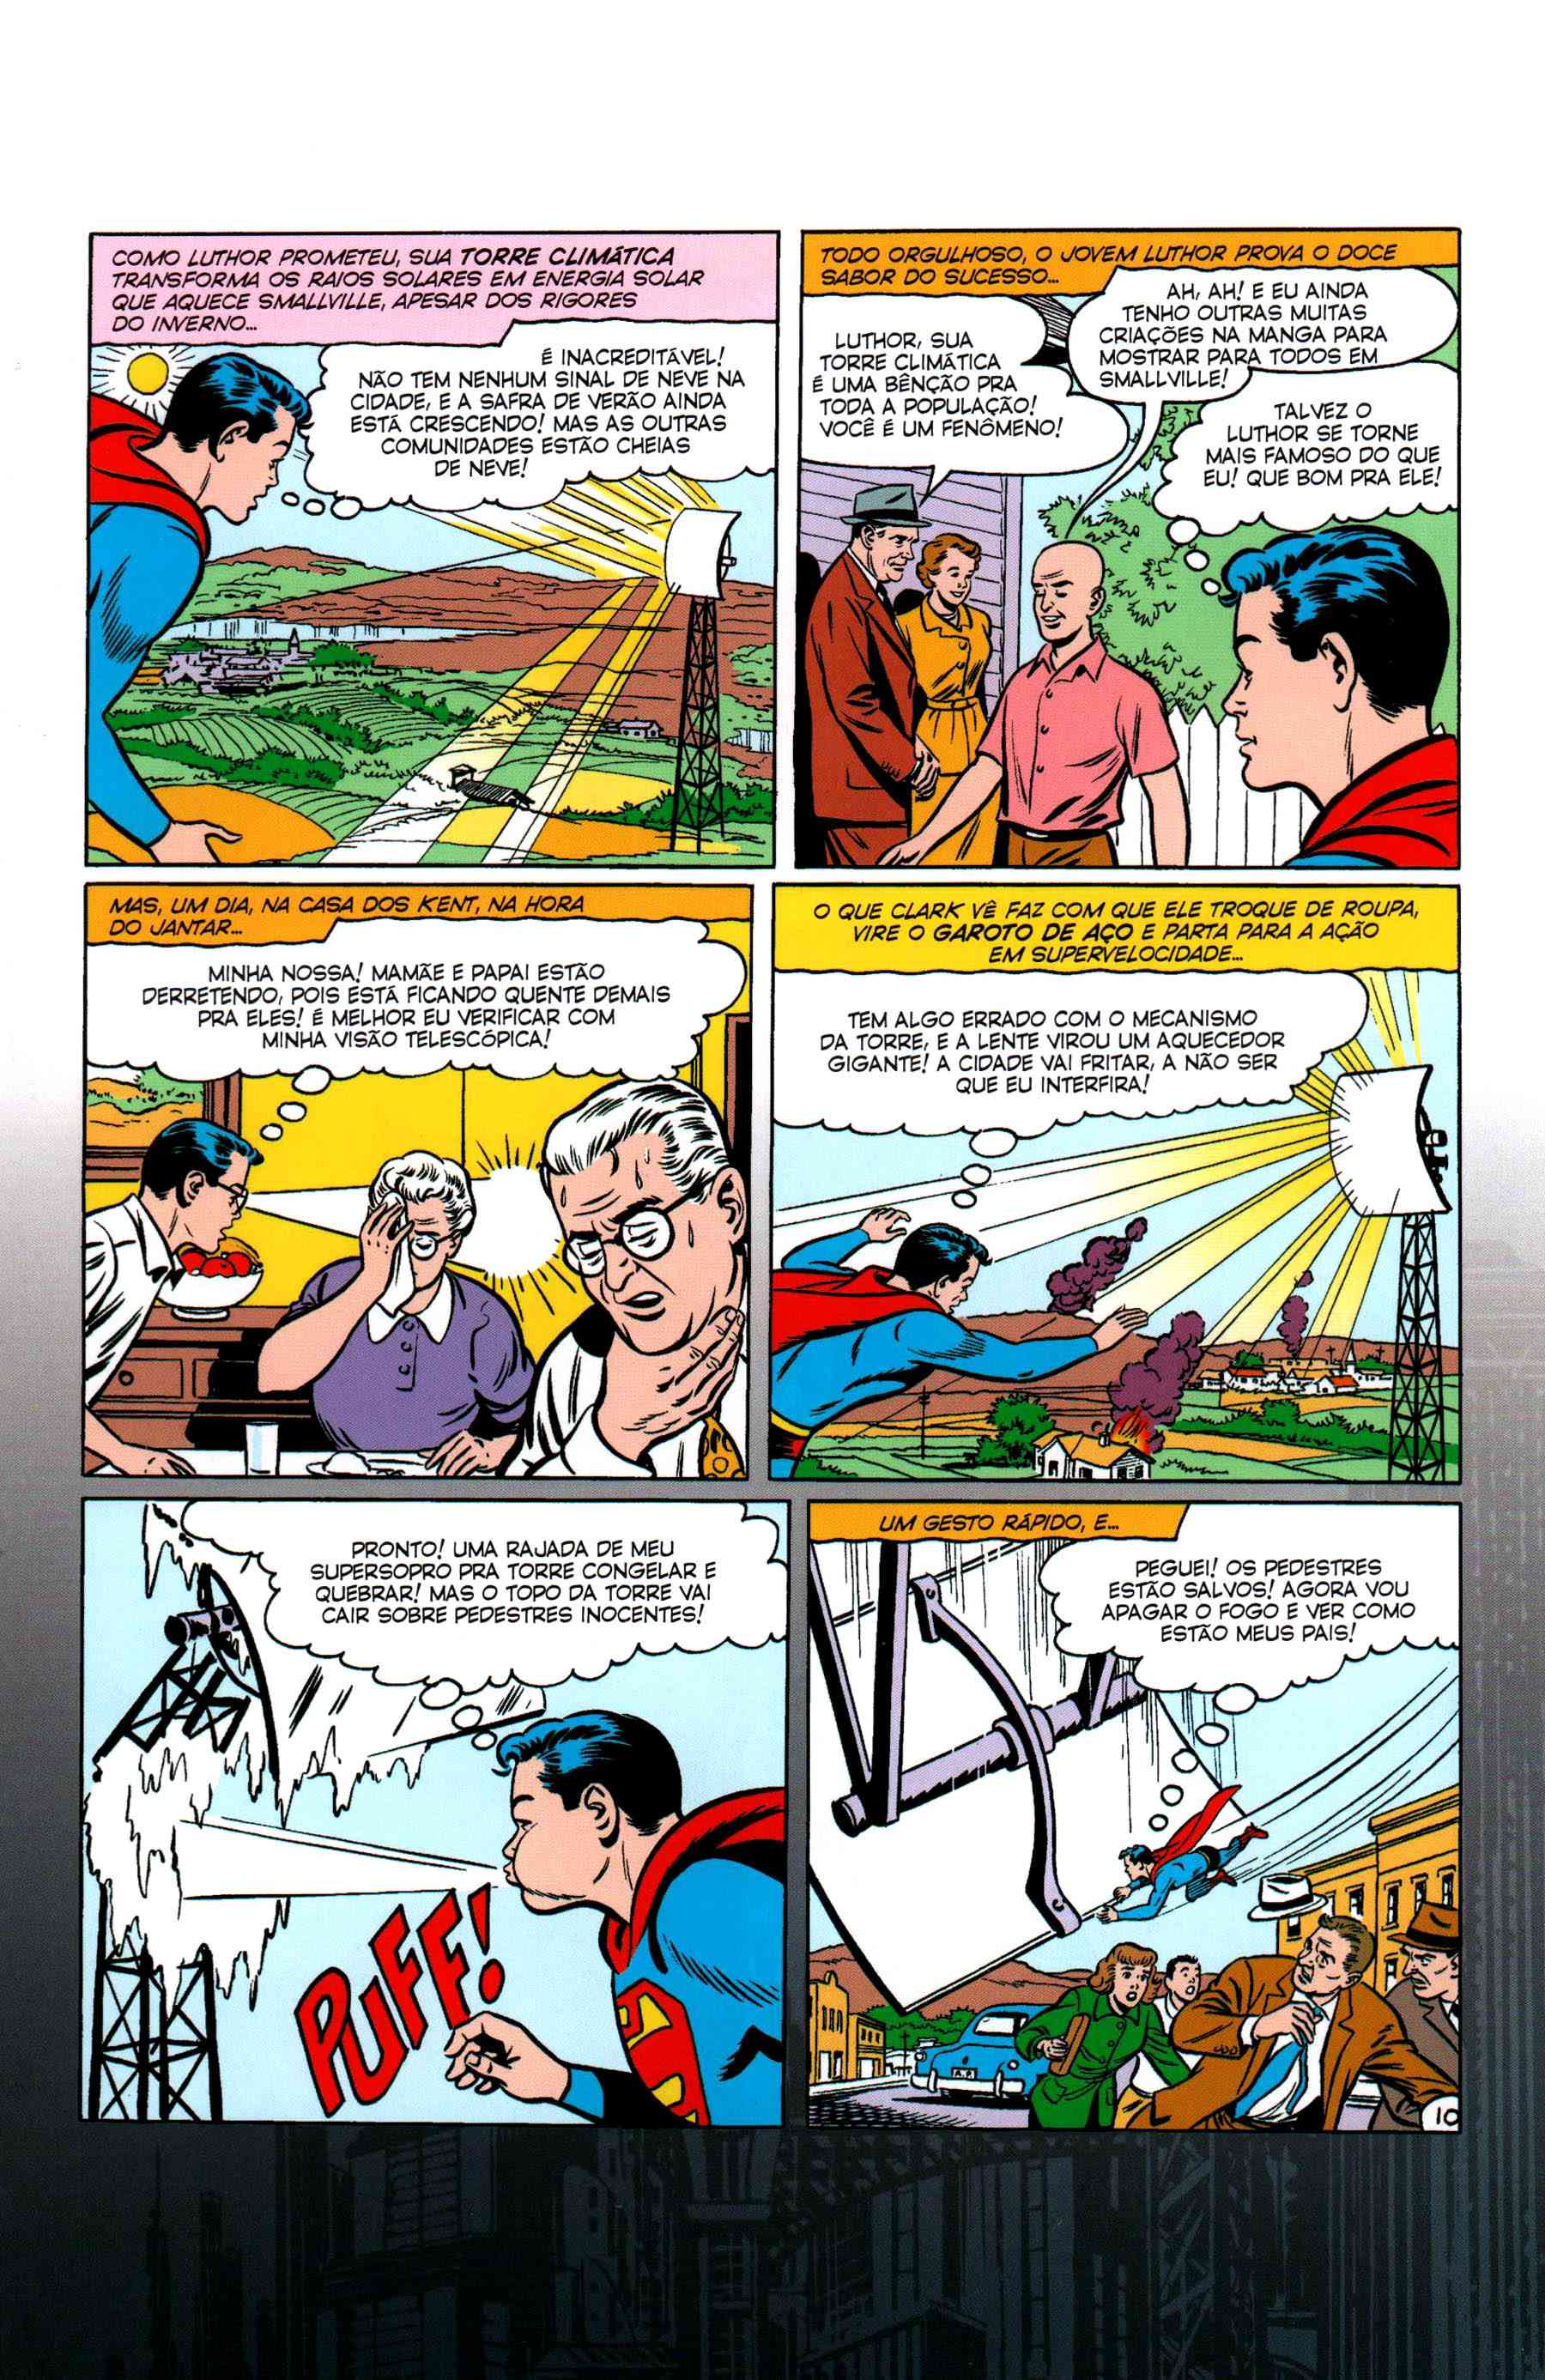 COMO LUTHOR PROMETEU, SUA TORRE CLIMÁTICA
TRANSFORMA OS RAIOS SOLARES EM ENERGIA SOLAR
QUE AQUECE SMALLVILLE, APESAR DOS RIGORES
DO INVERNO...
É INACREDITÁVEL!
NÃO TEM NENHUM SINAL DE NEVE NA
CIDADE, E A SAFRA DE VERÃO AINDA
ESTÁ CRESCENDO! MAS AS OUTRAS
COMUNIDADES ESTÃO CHEIAS
DE NEVE!
TODO ORGULHOSO, O JOVEM LUTHOR PROVA O DOCE
SABOR DO SUCESSO...
LUTHOR, SUA
TORRE CLIMÁTICA
É UMA BÊNÇÃO PRA
TODA A POPULAÇÃO!
VOCÊ É UM FENÔMENO!
AH, AH! E EU AINDA
TENHO OUTRAS MUITAS
CRIAÇÕES NA MANGA PARA
MOSTRAR PARA TODOS EM
SMALLVILLE!
TALVEZ O
LUTHOR SE TORNE
MAIS FAMOSO DO QUE
EU! QUE BOM PRA ELE!
MAS, UM DIA, NA CASA DOS KENT, NA HORA
DO JANTAR...
MINHA NOSSA! MAMÃE E PAPAI ESTÃO
DERRETENDO, POIS ESTÁ FICANDO QUENTE DEMAIS
PRA ELES! É MELHOR EU VERIFICAR COM
MINHA VISÃO TELESCÓPICA!
O QUE CLARK VÊ FAZ COM QUE ELE TROQUE DE ROUPA,
VIRE O GAROTO DE AÇO E PARTA PARA A AÇÃO
EM SUPERVELOCIDADE...
TEM ALGO ERRADO COM O MECANISMO
DA TORRE, E A LENTE VIROU UM AQUECEDOR
GIGANTE! A CIDADE VAI FRITAR, A NÃO SER
QUE EU INTERFIRA!
PRONTO! UMA RAJADA DE MEU
SUPERSOPRO PRA TORRE CONGELAR E
QUEBRAR! MAS O TOPO DA TORRE VAI
CAIR SOBRE PEDESTRES INOCENTES!
PUFF!
UM GESTO RÁPIDO, E...
PEGUEI! OS PEDESTRES
ESTÃO SALVOS! AGORA VOU
APAGAR O FOGO E VER COMO
ESTÃO MEUS PAIS!
A.P.
10